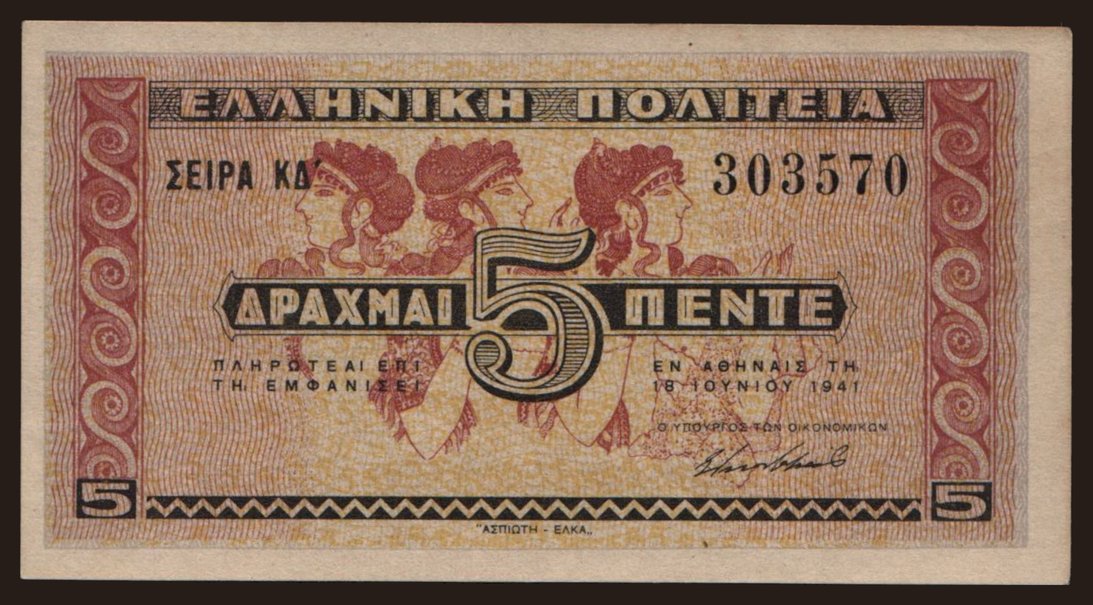 ΕΛΛΗΝΙΚΗ ΠΟΛΙΤΕΙΑ
ΣΕΙΡΑ ΚΔ΄ 303570
ΔΡΑΧΜΑΙ 5 ΠΕΝΤΕ
ΠΛΗΡΩΤΕΑΙ ΕΠΙ
ΤΗ. ΕΜΦΑΝΙΣΕΙ
ΕΝ ΑΘΗΝΑΙΣ ΤΗ.
18 ΙΟΥΝΙΟΥ 1941
Ο ΥΠΟΥΡΓΟΣ ΤΩΝ ΟΙΚΟΝΟΜΙΚΩΝ
5 5
"ΑΣΠΙΩΤΗ - ΕΛΚΑ„